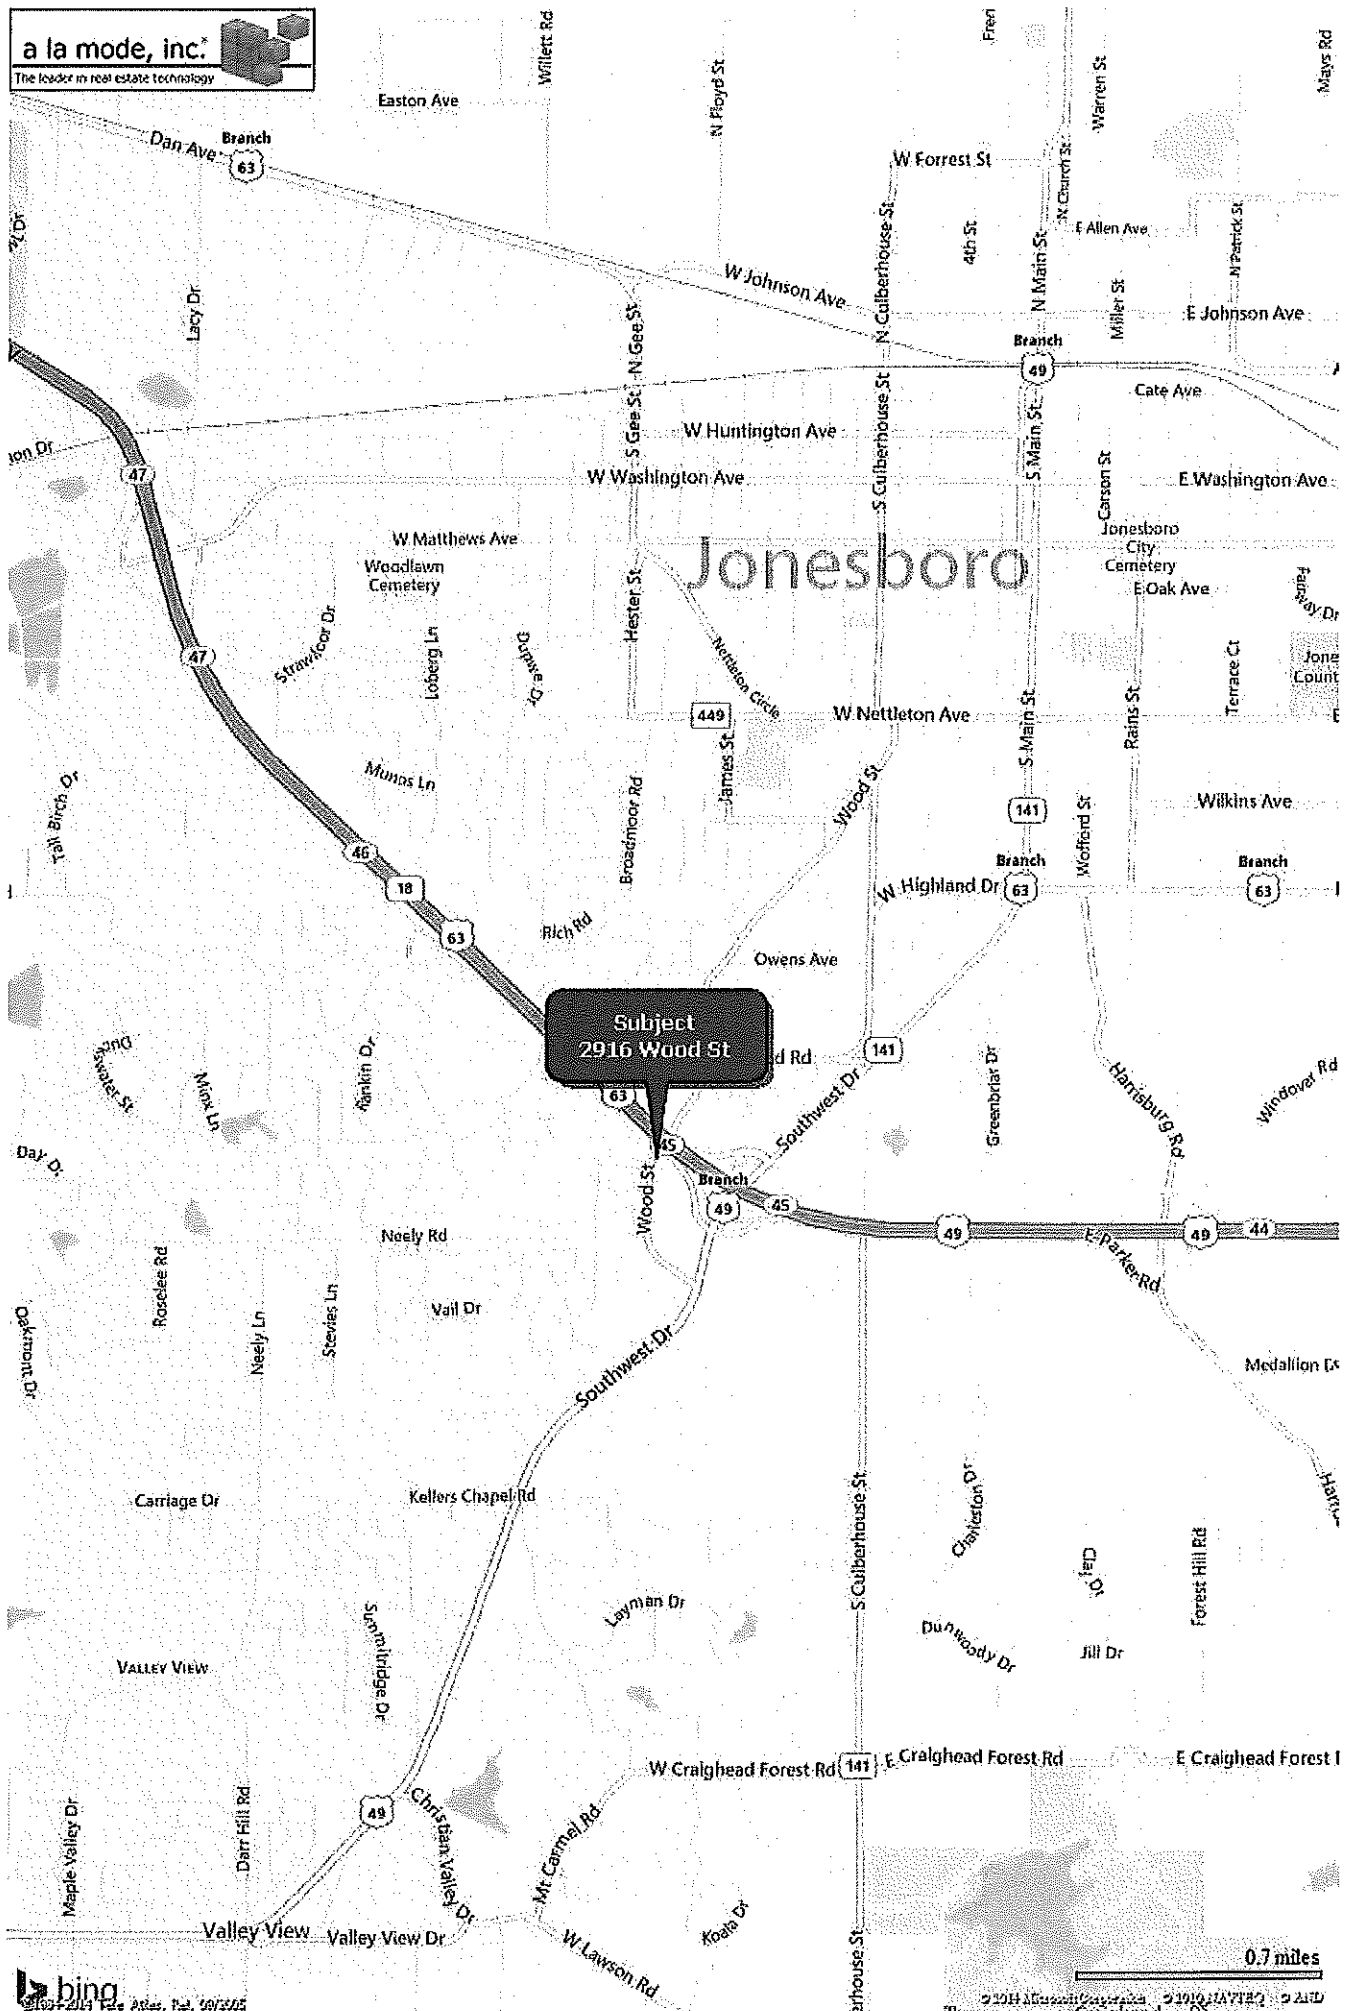 a la mode, inc.
The leader in real estate technology
Willett Rd
N Floyd St
Warren St
Mays Rd
Easton Ave
Dan Ave
Branch
63
W Forrest St
N Church St
E Allen Ave
4th St
N Culberhouse St
N Main St
N Patrick St
Lacy Dr
W Johnson Ave
Miller St
E Johnson Ave
N Gee St
Branch
49
Cate Ave
S Gee St
S Culberhouse St
S Main St
W Huntington Ave
47
W Washington Ave
Carson St
E Washington Ave
W Matthews Ave
Woodlawn
Cemetery
Jonesboro
Jonesboro
City
Cemetery
E Oak Ave
Hester St
Strawfloor Dr
Loberg Ln
Dupwe Dr
47
Nettleton Circle
Terrace Ct
Jone
Count
449
W Nettleton Ave
S Main St
Rains St
James St
Munos Ln
Tall Birch Dr
Broadmoor Rd
Wood St
Wilkins Ave
141
Wofford St
46
18
Branch
63
W Highland Dr
Branch
63
63
Rich Rd
Owens Ave
Subject
2916 Wood St
d Rd
141
Rankin Dr
Minx Ln
63
Southwest Dr
Greenbriar Dr
Harrisburg Rd
Windover Rd
45
Wood St
Branch
49
45
49
49
44
E Parker Rd
Neely Rd
Roselee Rd
Vail Dr
Neely Ln
Stevies Ln
Oakmont Dr
Southwest Dr
Medallion Dr
Carriage Dr
Kellers Chapel Rd
S Culberhouse St
Charleston Dr
Clay Dr
Forest Hill Rd
Layman Dr
Dunwoody Dr
Jill Dr
Summitridge Dr
VALLEY VIEW
W Craighead Forest Rd
141
E Craighead Forest Rd
E Craighead Forest
49
Christian Valley Dr
Mt Carmel Rd
Maple Valley Dr
Darr Hill Rd
Valley View
Valley View Dr
W Lawson Rd
Koala Dr
erhouse St
0.7 miles
bing